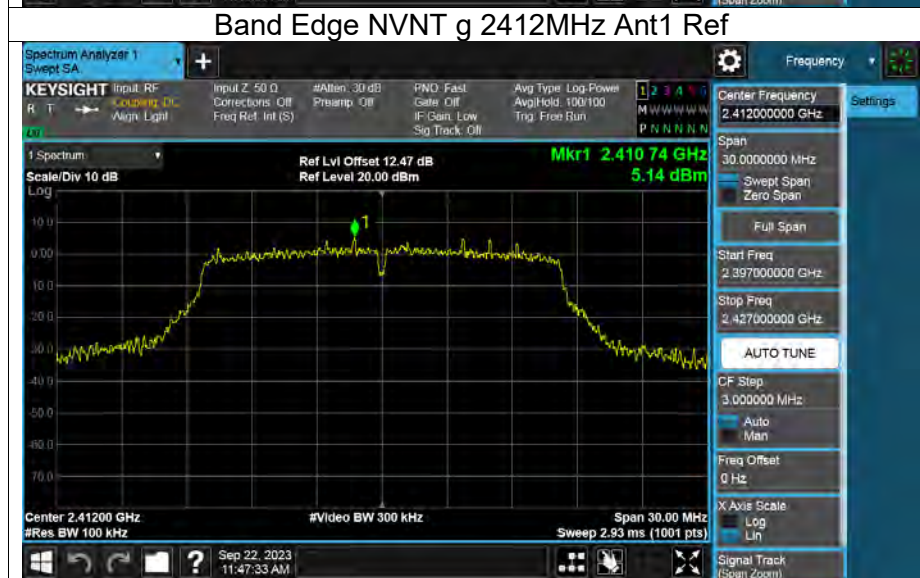 (Span Zoom)
Band Edge NVNT g 2412MHz Ant1 Ref
Spectrum Analyzer 1
Swept SA
+
Frequency
KEYSIGHT Input: RF
R T Coupling: DC
Align: Light
Input Z: 50 Ω
Corrections: Off
Freq Ref: Int (S)
#Atten: 30 dB
Preamp: Off
PNO: Fast
Gate: Off
IF Gain: Low
Sig Track: Off
Avg Type: Log-Power
Avg|Hold: 100/100
Trig: Free Run
1 2 3 4 5 6
M W W W W W
P N N N N N
1 Spectrum
Scale/Div 10 dB
Log
Ref Lvl Offset 12.47 dB
Ref Level 20.00 dBm
Mkr1 2.410 74 GHz
5.14 dBm
1
10.0
0.00
-10.0
-20.0
-30.0
-40.0
-50.0
-60.0
-70.0
Center 2.41200 GHz
#Res BW 100 kHz
#Video BW 300 kHz
Span 30.00 MHz
Sweep 2.93 ms (1001 pts)
?
Sep 22, 2023
11:47:33 AM
Center Frequency
2.412000000 GHz
Settings
Span
30.0000000 MHz
Swept Span
Zero Span
Full Span
Start Freq
2.397000000 GHz
Stop Freq
2.427000000 GHz
AUTO TUNE
CF Step
3.000000 MHz
Auto
Man
Freq Offset
0 Hz
X Axis Scale
Log
Lin
Signal Track
(Span Zoom)